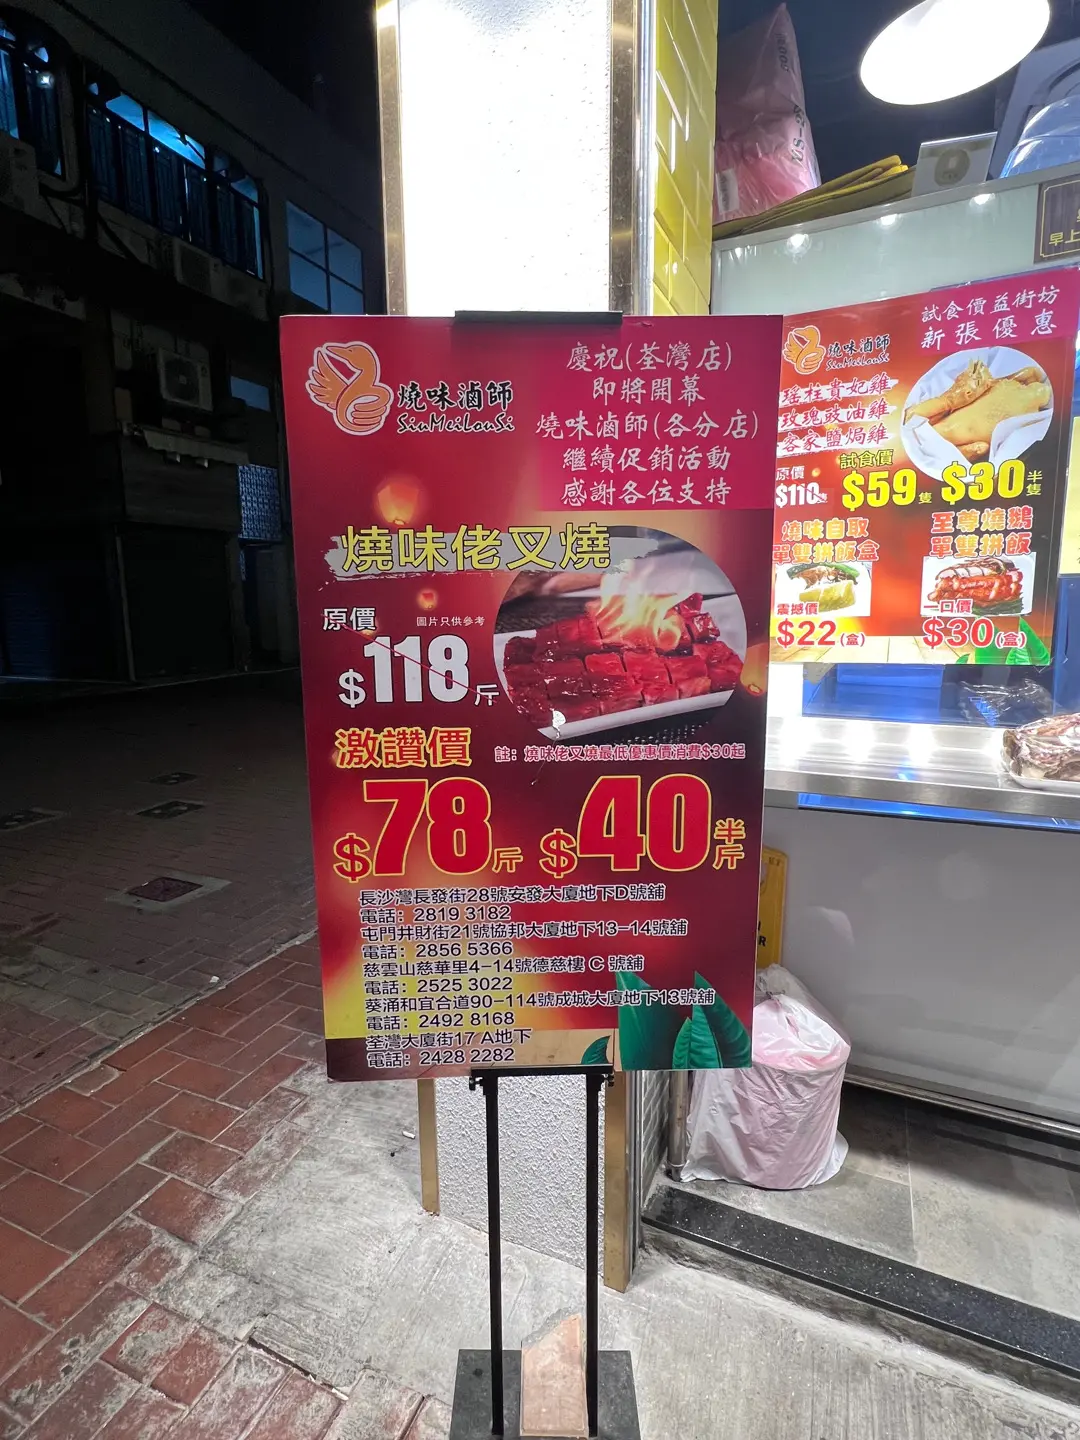 燒味滷師
SiuMeiLouSi
慶祝(荃灣店)
即將開幕
燒味滷師(各分店)
繼續促銷活動
感謝各位支持
燒味佬叉燒
原價
圖片只供參考
$118斤
激讚價
註：燒味佬叉燒最低優惠價消費$30起
$78斤 $40半斤
長沙灣長發街28號安發大廈地下D號舖
電話：2819 3182
屯門井財街21號協邦大廈地下13-14號舖
電話：2856 5366
慈雲山慈華里4-14號德慈樓 C 號舖
電話：2525 3022
葵涌和宜合道90-114號成城大廈地下13號舖
電話：2492 8168
荃灣大廈街17 A地下
電話：2428 2282
燒味滷師
SiuMeiLouSi
試食價益街坊
新張優惠
瑤柱貴妃雞
玫瑰豉油雞
客家鹽焗雞
原價
$110隻
試食價
$59隻
$30半隻
燒味自取
單雙拼飯盒
震撼價
$22(盒)
至尊燒鵝
單雙拼飯
一口價
$30(盒)
早上